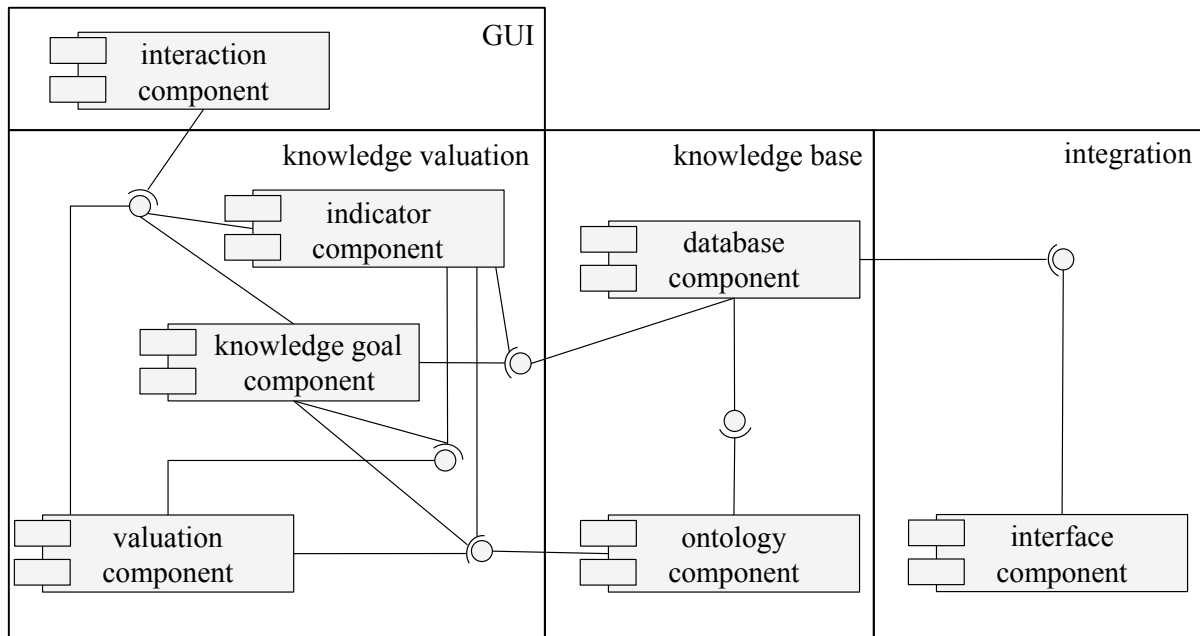 GUI
interaction
component
knowledge valuation
knowledge base
integration
indicator
component
database
component
knowledge goal
component
valuation
component
ontology
component
interface
component